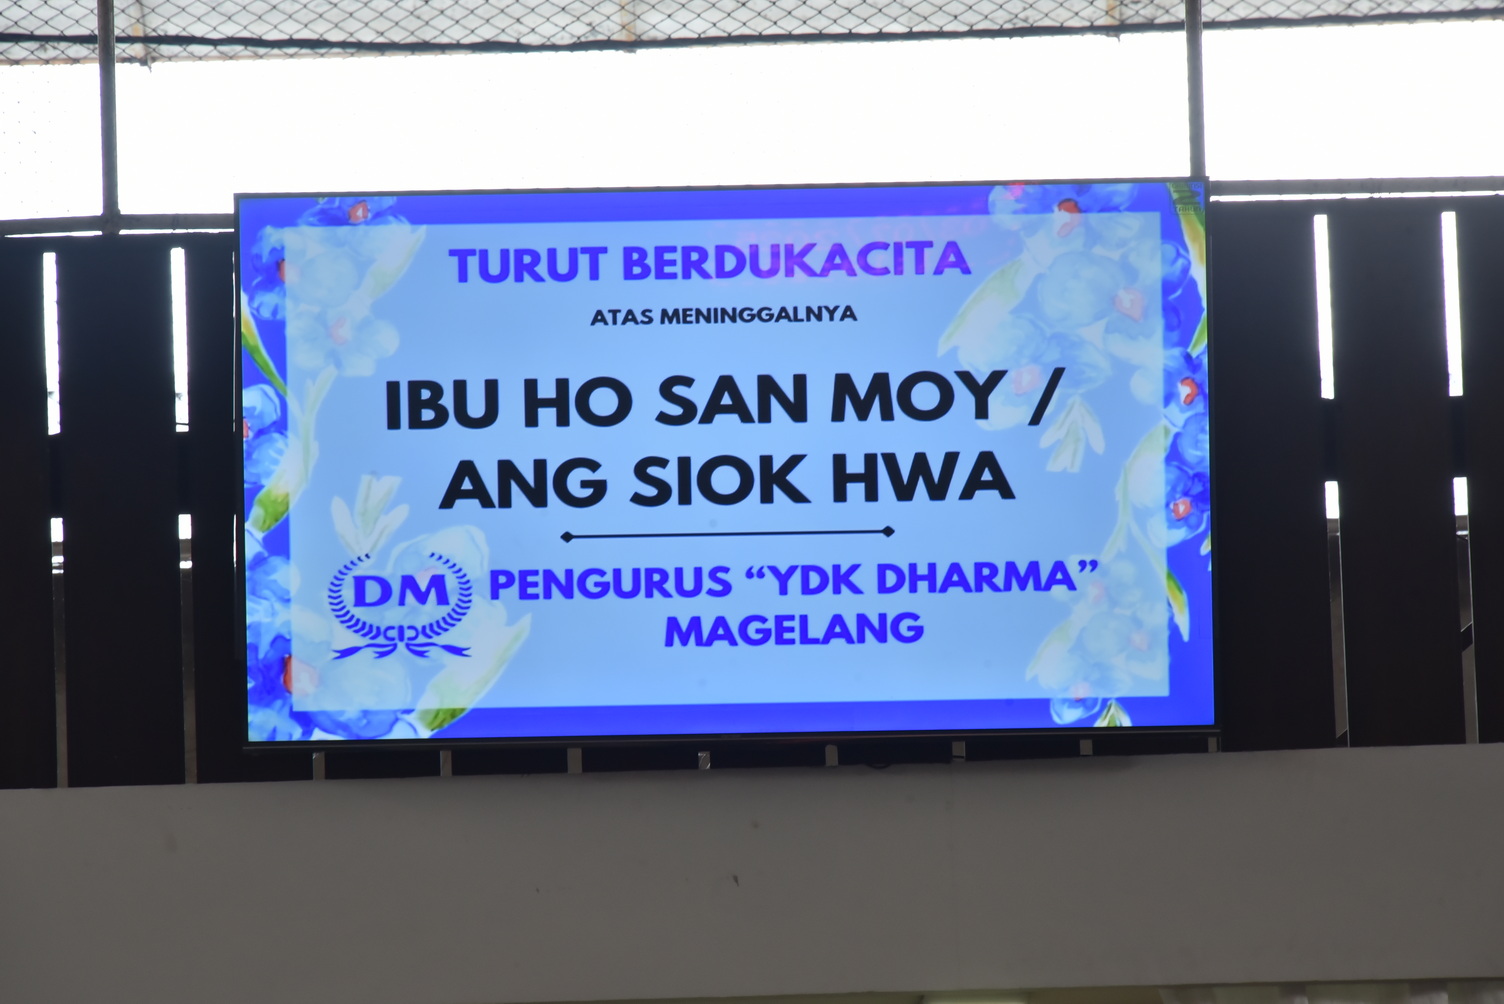 TURUT BERDUKACITA
ATAS MENINGGALNYA
IBU HO SAN MOY /
ANG SIOK HWA
DM
PENGURUS “YDK DHARMA”
MAGELANG